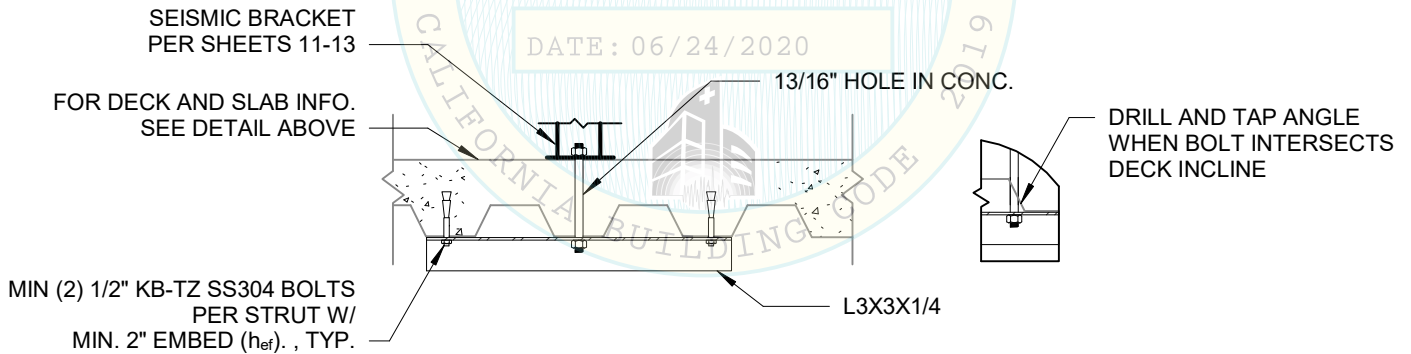 SEISMIC BRACKET
PER SHEETS 11-13
DATE: 06/24/2020
13/16" HOLE IN CONC.
FOR DECK AND SLAB INFO.
SEE DETAIL ABOVE
DRILL AND TAP ANGLE
WHEN BOLT INTERSECTS
DECK INCLINE
CALIFORNIA BUILDING CODE 2019
MIN (2) 1/2" KB-TZ SS304 BOLTS
PER STRUT W/
MIN. 2" EMBED (hef). , TYP.
L3X3X1/4